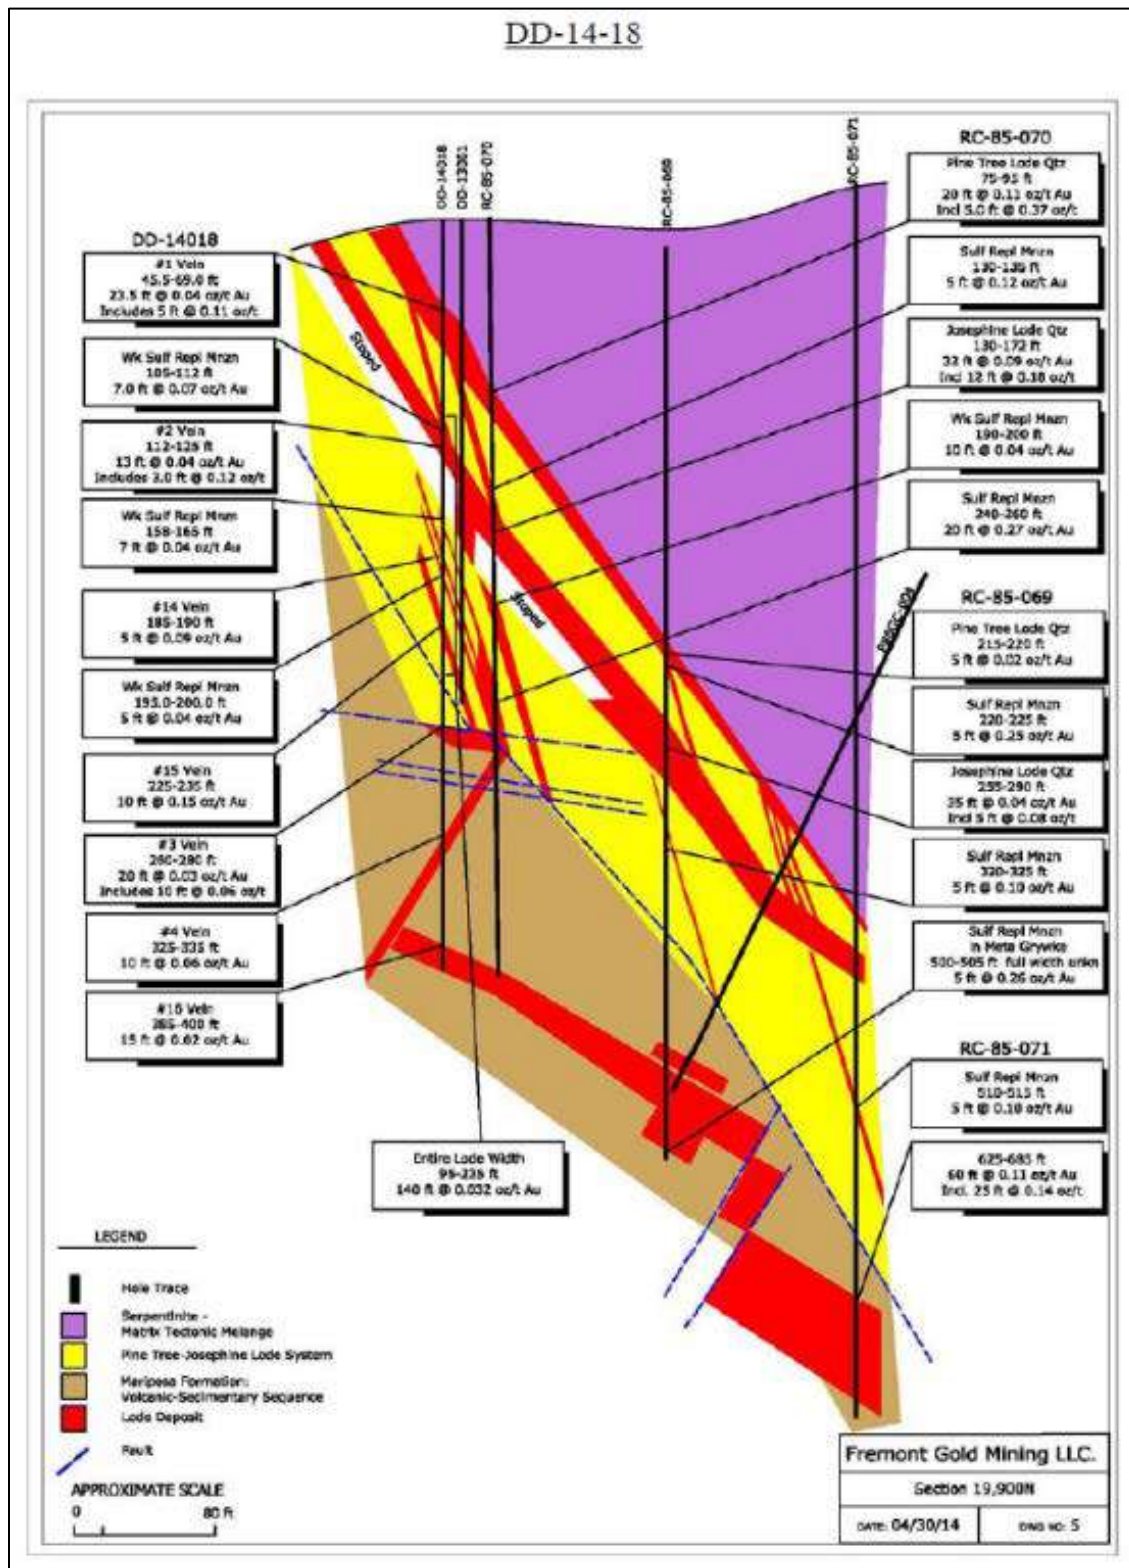 DD-14-18
DD-14018
DD-13001
RC-85-070
RC-85-069
RC-85-071
DD-14018
#1 Vein
45.5-69.0 ft
23.5 ft @ 0.04 oz/t Au
Includes 5 ft @ 0.11 oz/t
Wk Sulf Repl Mnzn
105-112 ft
7.0 ft @ 0.07 oz/t Au
#2 Vein
112-125 ft
13 ft @ 0.04 oz/t Au
Includes 3.0 ft @ 0.12 oz/t
Wk Sulf Repl Mnzn
158-165 ft
7 ft @ 0.04 oz/t Au
#14 Vein
185-190 ft
5 ft @ 0.09 oz/t Au
Wk Sulf Repl Mnzn
195.0-200.0 ft
5 ft @ 0.04 oz/t Au
#15 Vein
225-235 ft
10 ft @ 0.15 oz/t Au
#3 Vein
260-280 ft
20 ft @ 0.03 oz/t Au
Includes 10 ft @ 0.06 oz/t
#4 Vein
325-335 ft
10 ft @ 0.06 oz/t Au
#16 Vein
385-400 ft
15 ft @ 0.02 oz/t Au
Stoped
Stoped
Entire Lode Width
95-235 ft
140 ft @ 0.032 oz/t Au
RC-85-070
Pine Tree Lode Qtz
75-95 ft
20 ft @ 0.11 oz/t Au
Incl 5.0 ft @ 0.37 oz/t
Sulf Repl Mnzn
130-135 ft
5 ft @ 0.12 oz/t Au
Josephine Lode Qtz
130-172 ft
32 ft @ 0.09 oz/t Au
Incl 12 ft @ 0.18 oz/t
Wk Sulf Repl Mnzn
190-200 ft
10 ft @ 0.04 oz/t Au
Sulf Repl Mnzn
240-260 ft
20 ft @ 0.27 oz/t Au
RC-85-069
Pine Tree Lode Qtz
215-220 ft
5 ft @ 0.02 oz/t Au
Sulf Repl Mnzn
220-225 ft
5 ft @ 0.25 oz/t Au
Josephine Lode Qtz
255-290 ft
35 ft @ 0.04 oz/t Au
Incl 5 ft @ 0.08 oz/t
Sulf Repl Mnzn
320-325 ft
5 ft @ 0.10 oz/t Au
Sulf Repl Mnzn
In Meta Grywke
500-505 ft full width unkn
5 ft @ 0.26 oz/t Au
RC-85-071
Sulf Repl Mnzn
510-515 ft
5 ft @ 0.10 oz/t Au
625-685 ft
60 ft @ 0.11 oz/t Au
Incl. 25 ft @ 0.14 oz/t
LEGEND
Hole Trace
Serpentinite -
Matrix Tectonic Melange
Pine Tree-Josephine Lode System
Mariposa Formation:
Volcanic-Sedimentary Sequence
Lode Deposit
Fault
APPROXIMATE SCALE
0 80 ft
Fremont Gold Mining LLC.
Section 19,900N
DATE: 04/30/14
DWG NO: 5